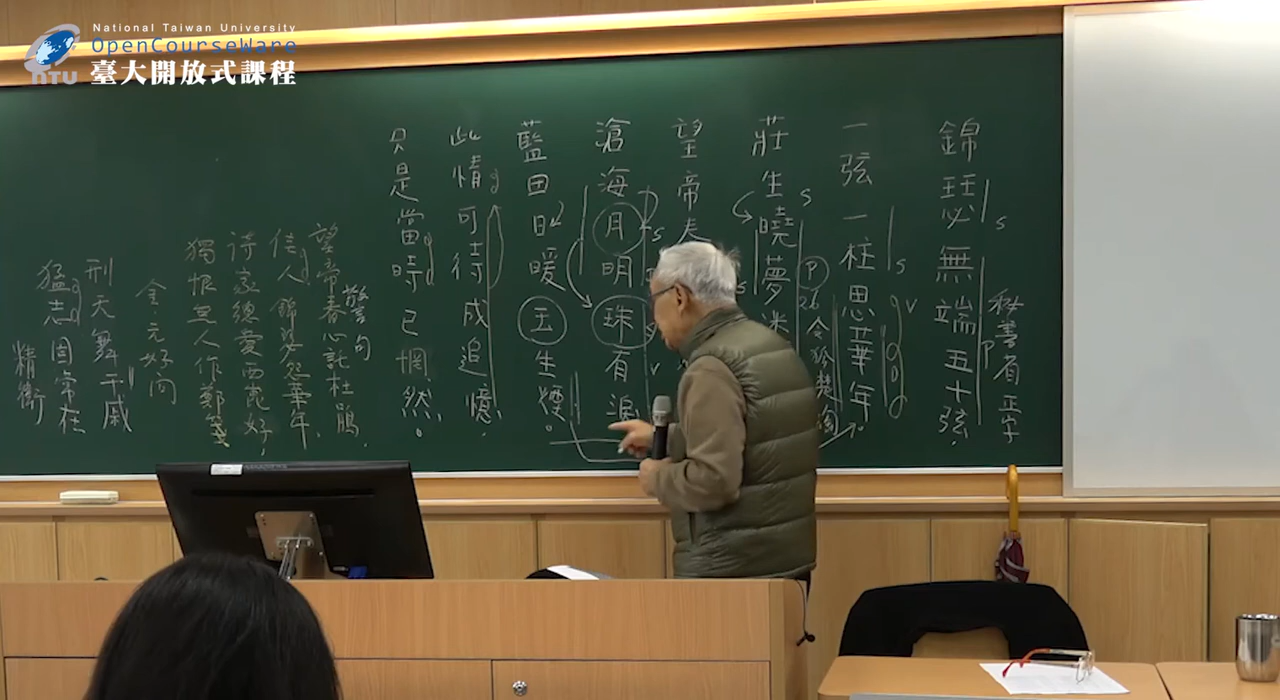 National Taiwan University
OpenCourseWare
NTU
臺大開放式課程
秘書省正字
錦瑟無端五十弦
s
p
一弦一柱思華年
s
v
o
P
26
令狐楚
莊生曉夢迷
s
s
望帝春
滄海月明珠有淚
s
v
藍田日暖玉生煙
此情可待成追憶
只是當時已惘然
警句
望帝春心託杜鵑
佳人錦瑟怨華年
詩家總愛西崑好
獨恨無人作鄭箋
金.元好問
刑天舞干戚
猛志固常在
精衛